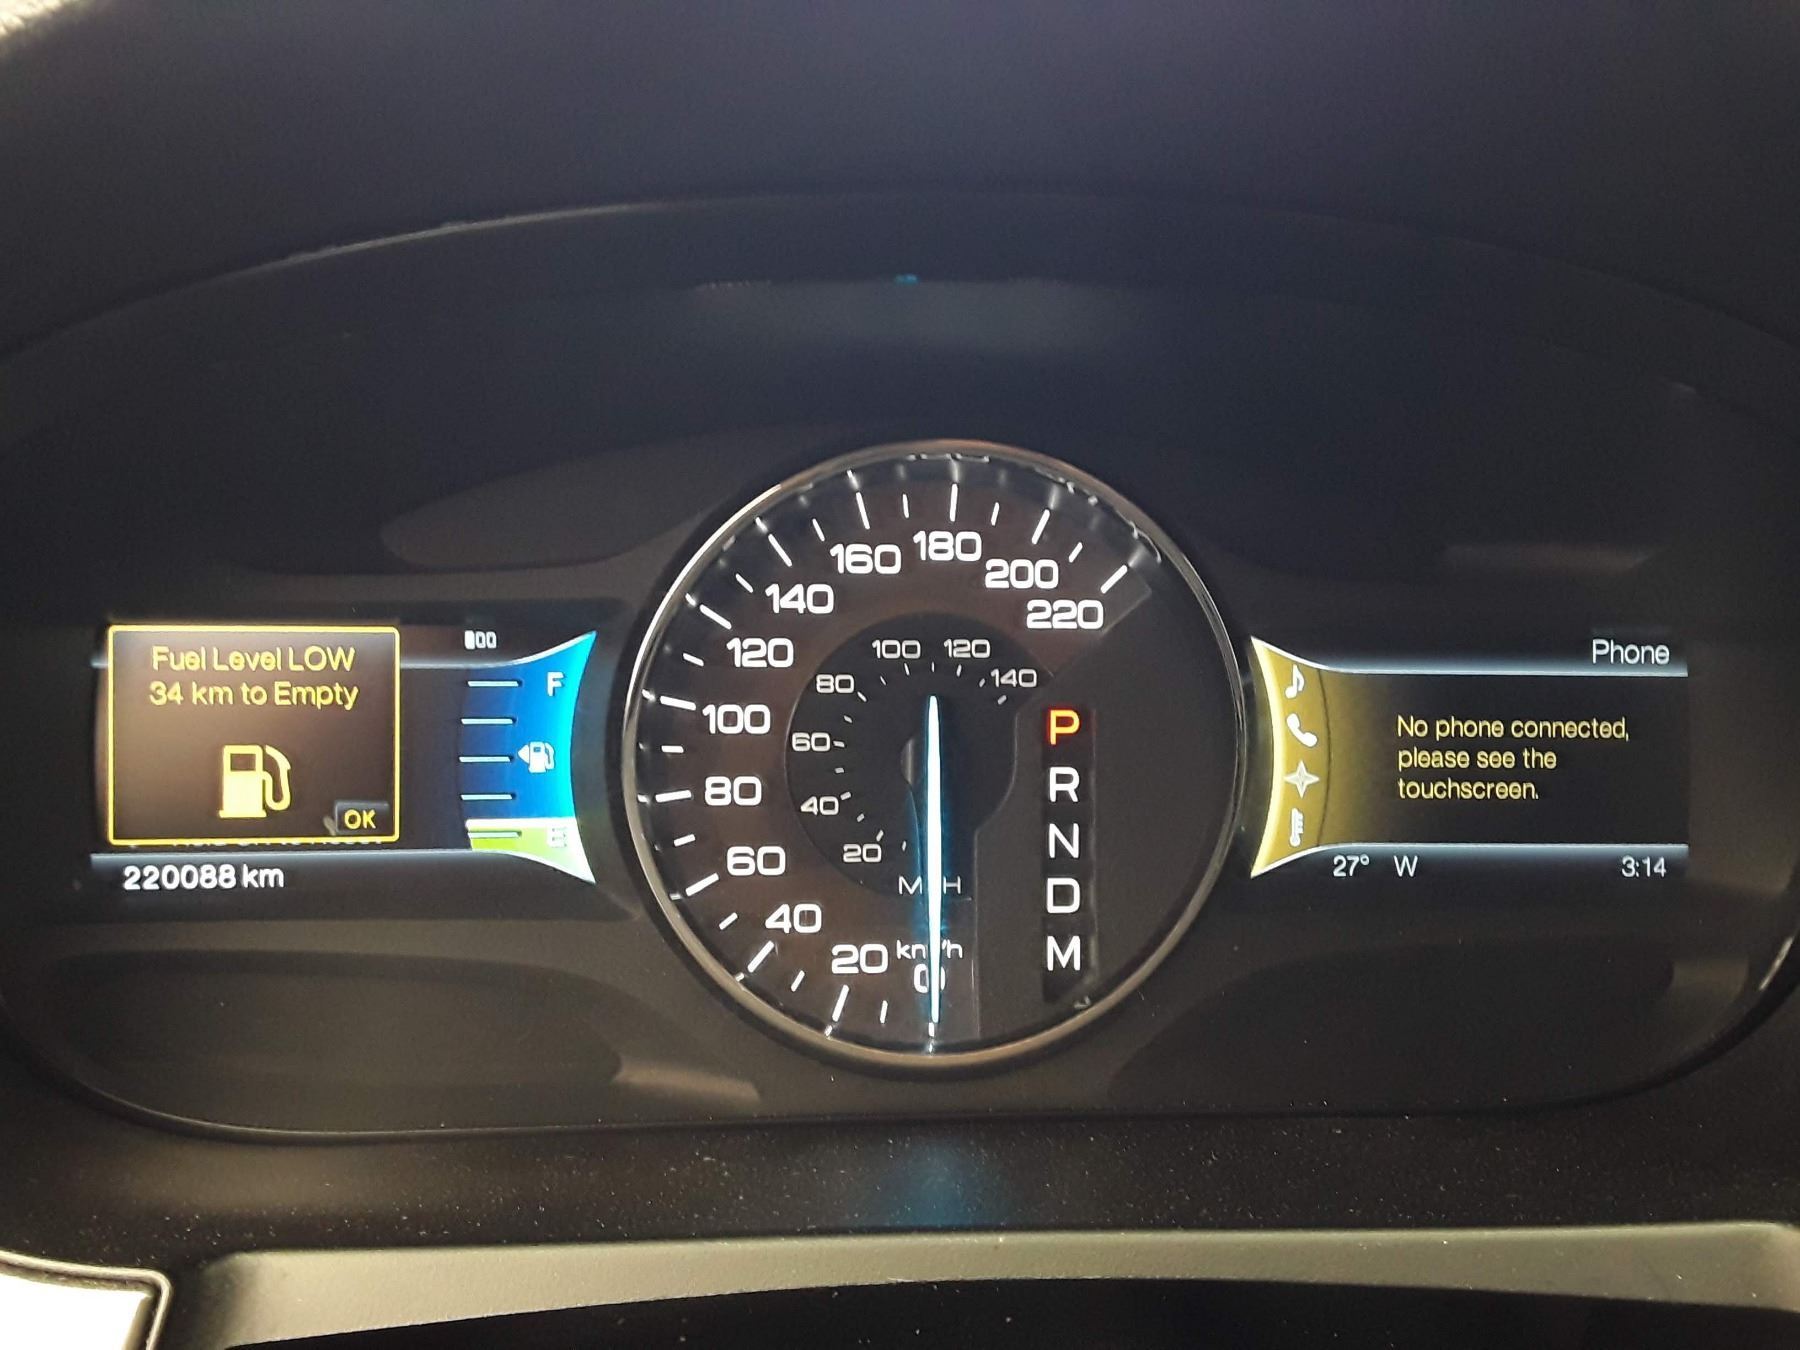 Fuel Level LOW
34 km to Empty
OK
F
E
220088 km
0
20
40
60
80
100
120
140
160
180
200
220
km/h
20
40
60
80
100
120
140
MPH
P
R
N
D
M
Phone
No phone connected,
please see the
touchscreen.
27° W
3:14